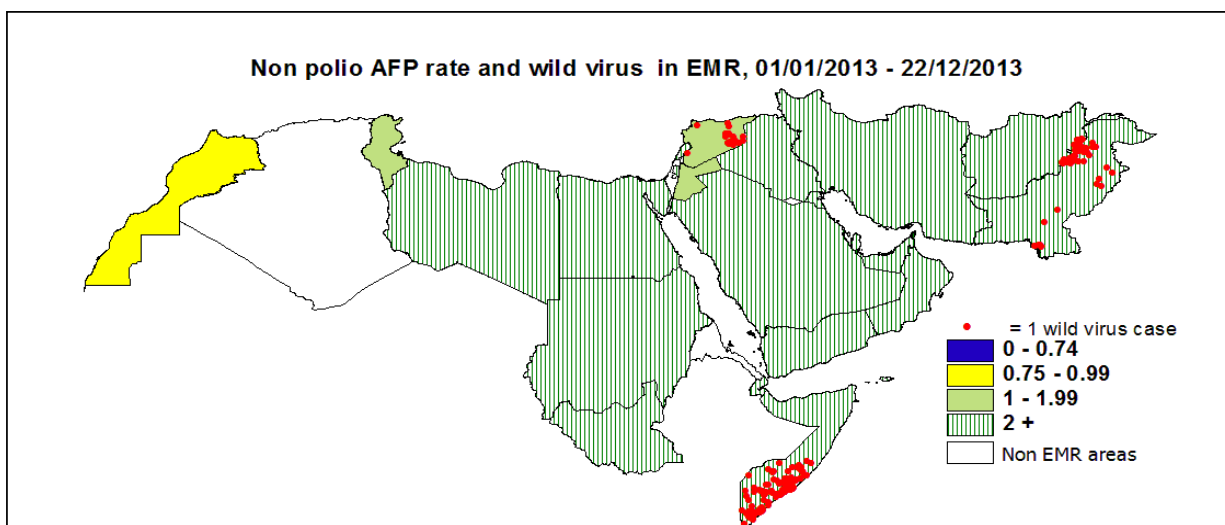 Non polio AFP rate and wild virus in EMR, 01/01/2013 - 22/12/2013
= 1 wild virus case
0 - 0.74
0.75 - 0.99
1 - 1.99
2 +
Non EMR areas